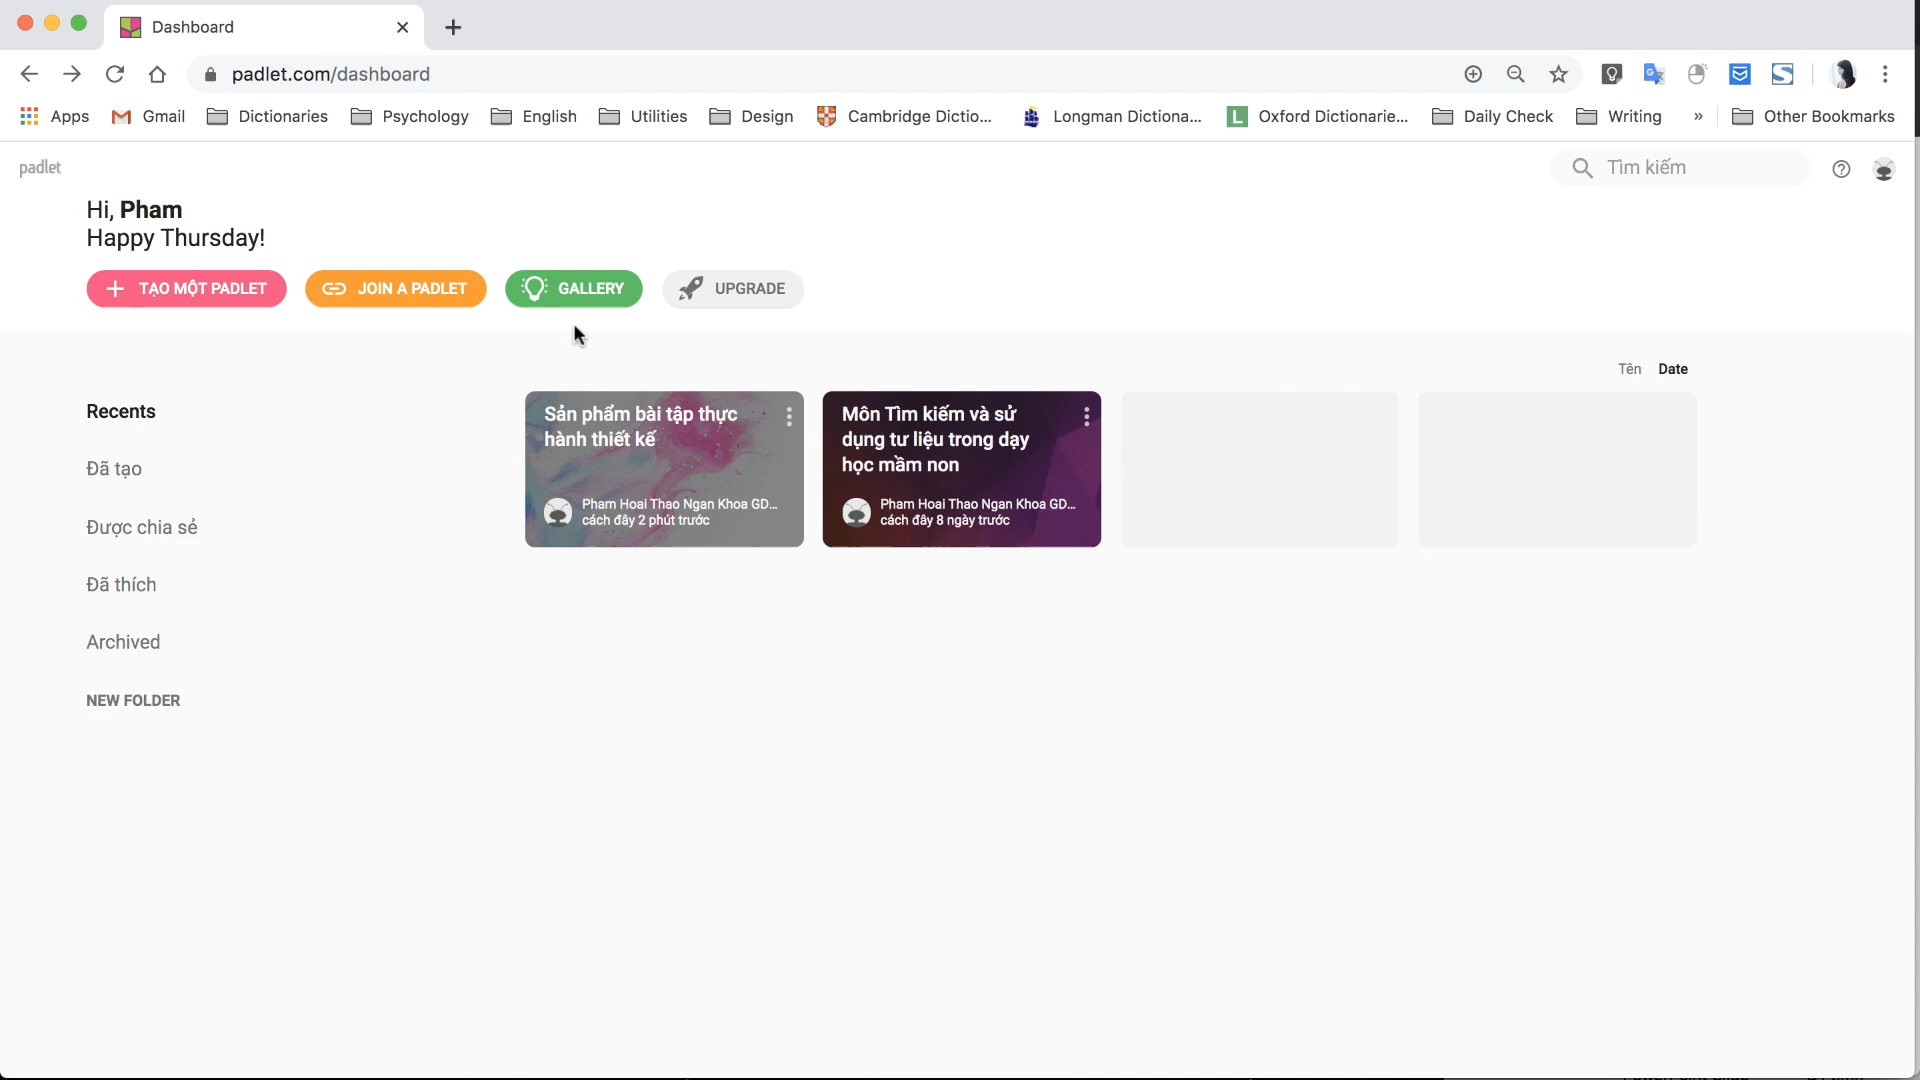 Dashboard
padlet.com/dashboard
Apps Gmail Dictionaries Psychology English Utilities Design Cambridge Dictio... Longman Dictiona... L Oxford Dictionarie... Daily Check Writing » Other Bookmarks
padlet
Tìm kiếm
Hi, Pham
Happy Thursday!
TẠO MỘT PADLET
JOIN A PADLET
GALLERY
UPGRADE
Tên Date
Recents
Đã tạo
Được chia sẻ
Đã thích
Archived
NEW FOLDER
Sản phẩm bài tập thực
hành thiết kế
Pham Hoai Thao Ngan Khoa GD...
cách đây 2 phút trước
Môn Tìm kiếm và sử
dụng tư liệu trong dạy
học mầm non
Pham Hoai Thao Ngan Khoa GD...
cách đây 8 ngày trước